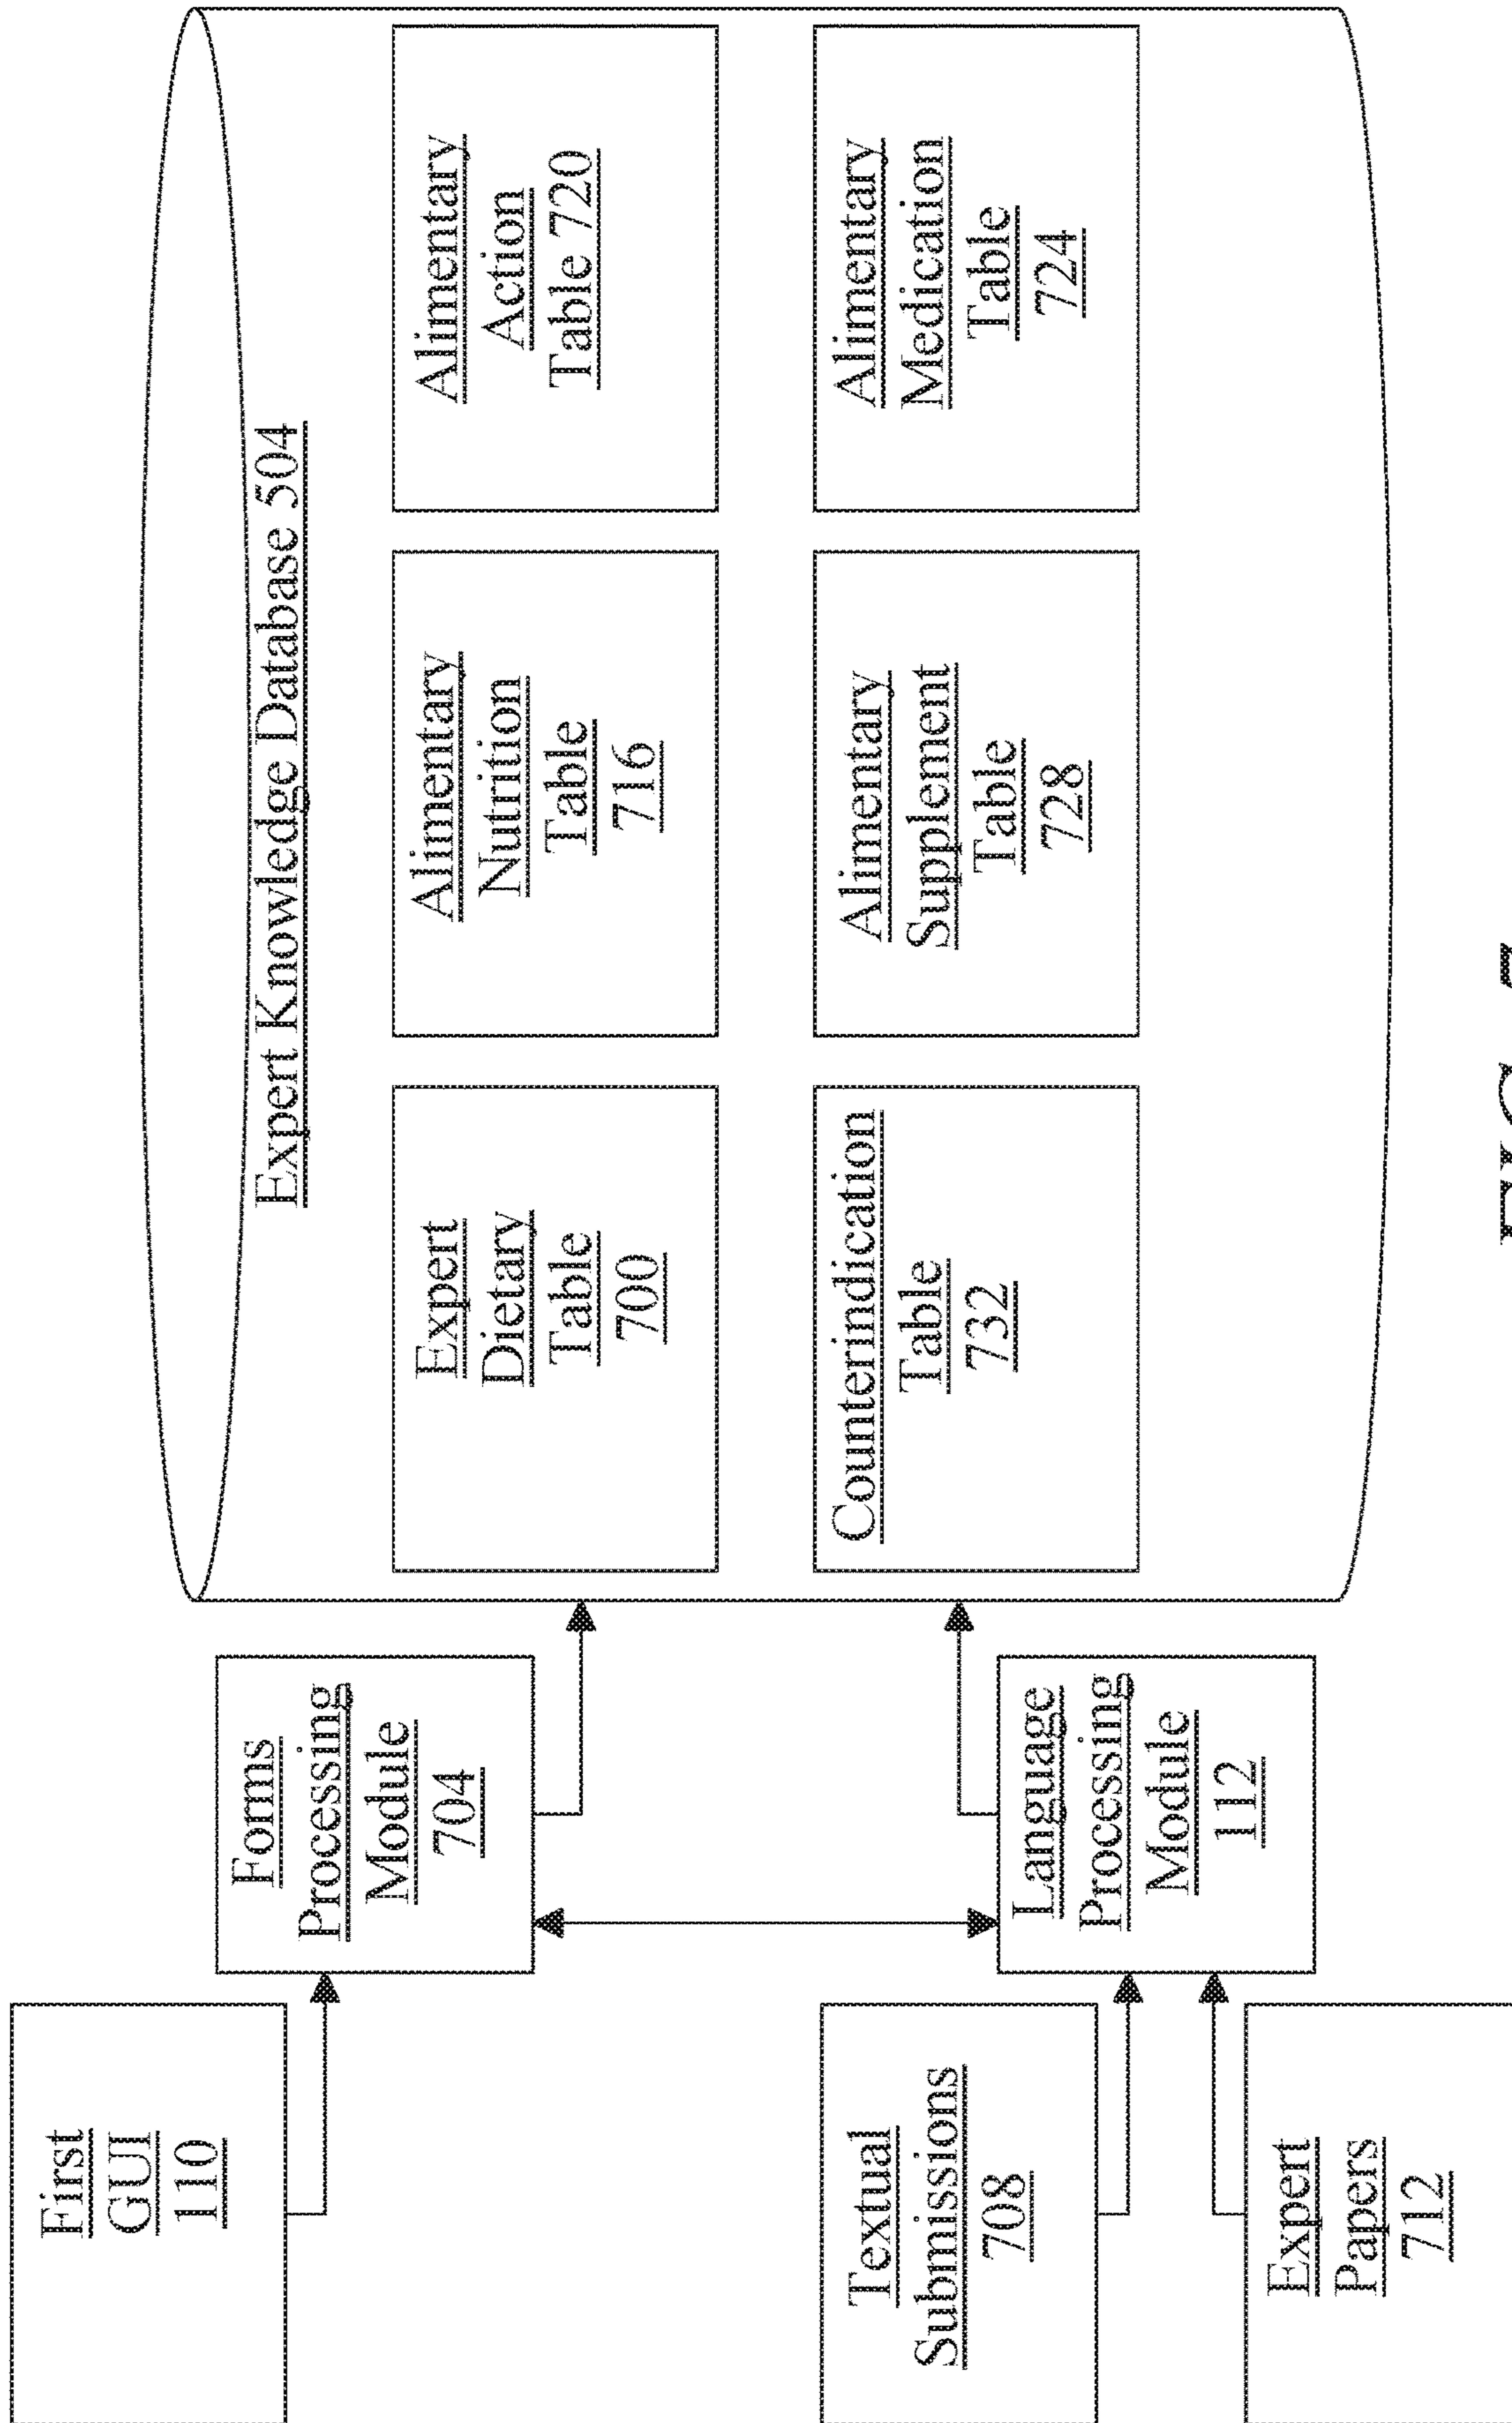 Expert Knowledge Database 504
First
GUI
110
Forms
Processing
Module
704
Expert
Dietary
Table
700
Alimentary
Nutrition
Table
716
Alimentary
Action
Table 720
Textual
Submissions
708
Language
Processing
Module
112
Counterindication
Table
732
Alimentary
Supplement
Table
728
Alimentary
Medication
Table
724
Expert
Papers
712